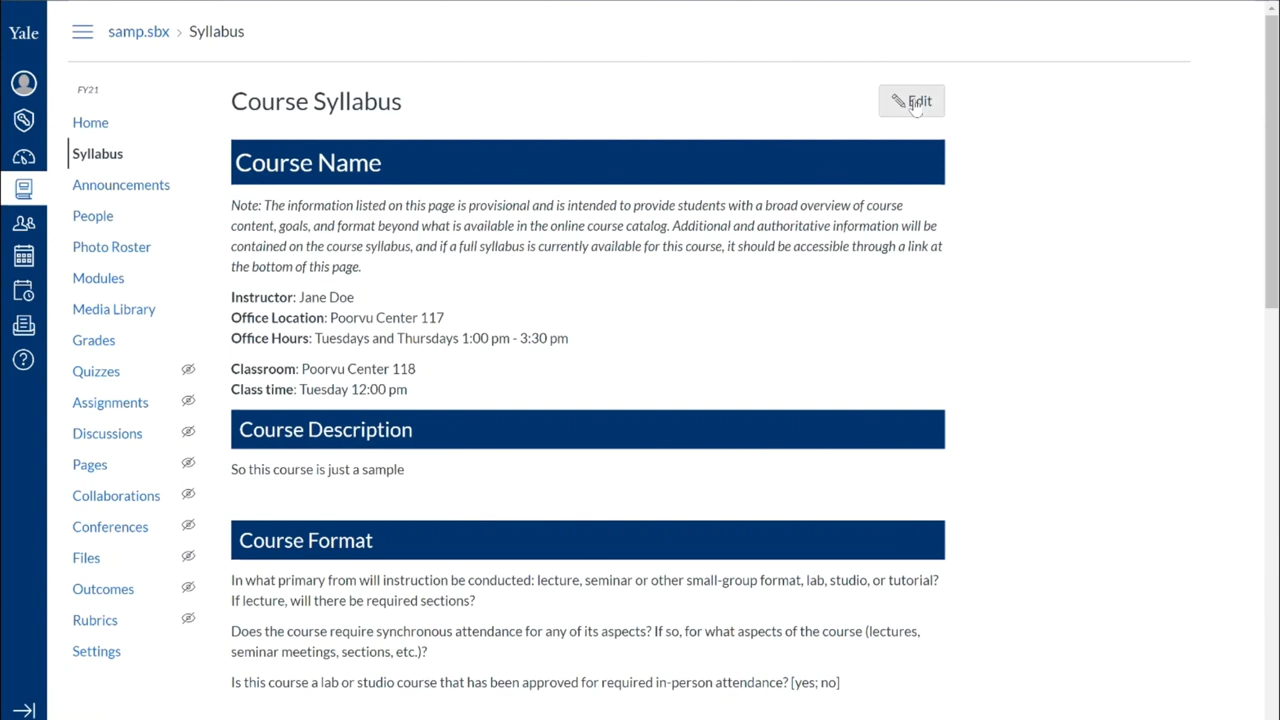 Yale
samp.sbx › Syllabus
FY21
Home
Syllabus
Announcements
People
Photo Roster
Modules
Media Library
Grades
Quizzes
Assignments
Discussions
Pages
Collaborations
Conferences
Files
Outcomes
Rubrics
Settings
Course Syllabus
Edit
Course Name
Note: The information listed on this page is provisional and is intended to provide students with a broad overview of course
content, goals, and format beyond what is available in the online course catalog. Additional and authoritative information will be
contained on the course syllabus, and if a full syllabus is currently available for this course, it should be accessible through a link at
the bottom of this page.
Instructor: Jane Doe
Office Location: Poorvu Center 117
Office Hours: Tuesdays and Thursdays 1:00 pm - 3:30 pm
Classroom: Poorvu Center 118
Class time: Tuesday 12:00 pm
Course Description
So this course is just a sample
Course Format
In what primary from will instruction be conducted: lecture, seminar or other small-group format, lab, studio, or tutorial?
If lecture, will there be required sections?
Does the course require synchronous attendance for any of its aspects? If so, for what aspects of the course (lectures,
seminar meetings, sections, etc.)?
Is this course a lab or studio course that has been approved for required in-person attendance? [yes; no]